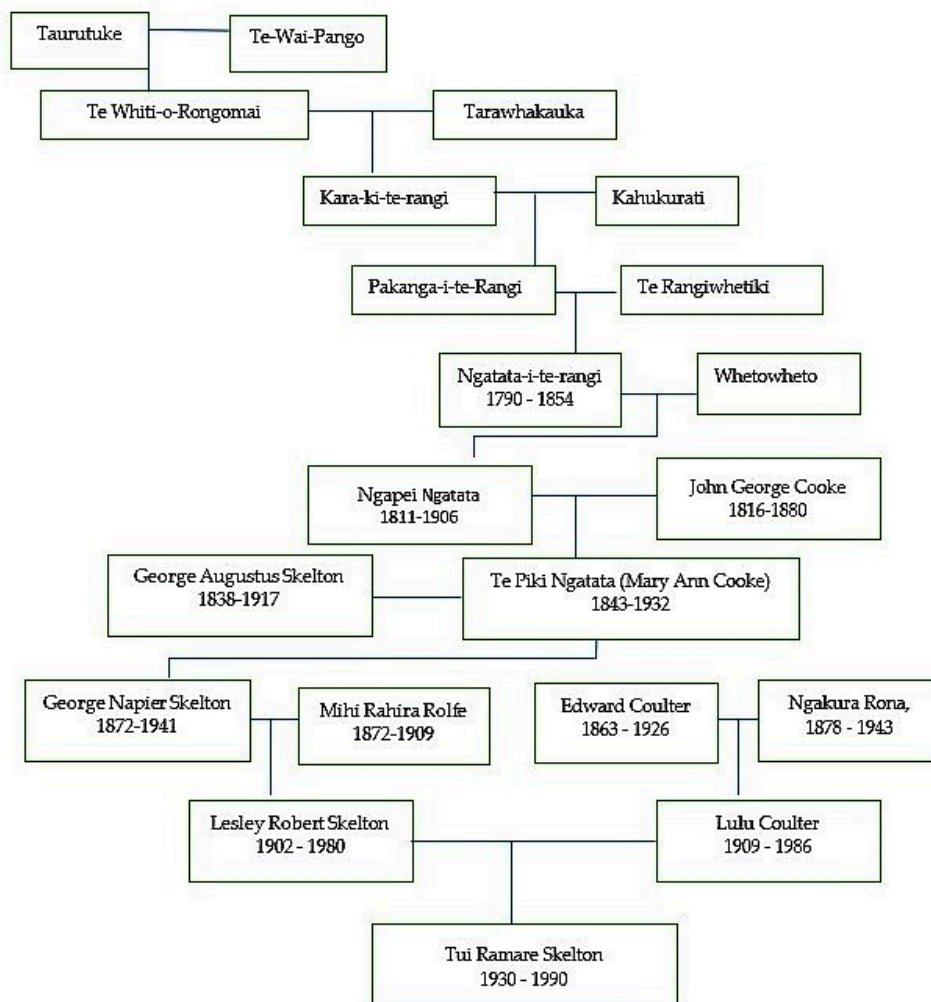 Taurutuke
Te-Wai-Pango
Te Whiti-o-Rongomai
Tarawhakauka
Kara-ki-te-rangi
Kahukurati
Pakanga-i-te-Rangi
Te Rangiwhetiki
Ngatata-i-te-rangi
1790 - 1854
Whetowheto
Ngapei Ngatata
1811-1906
John George Cooke
1816-1880
George Augustus Skelton
1838-1917
Te Piki Ngatata (Mary Ann Cooke)
1843-1932
George Napier Skelton
1872-1941
Mihi Rahira Rolfe
1872-1909
Edward Coulter
1863 - 1926
Ngakura Rona,
1878 - 1943
Lesley Robert Skelton
1902 - 1980
Lulu Coulter
1909 - 1986
Tui Ramare Skelton
1930 - 1990